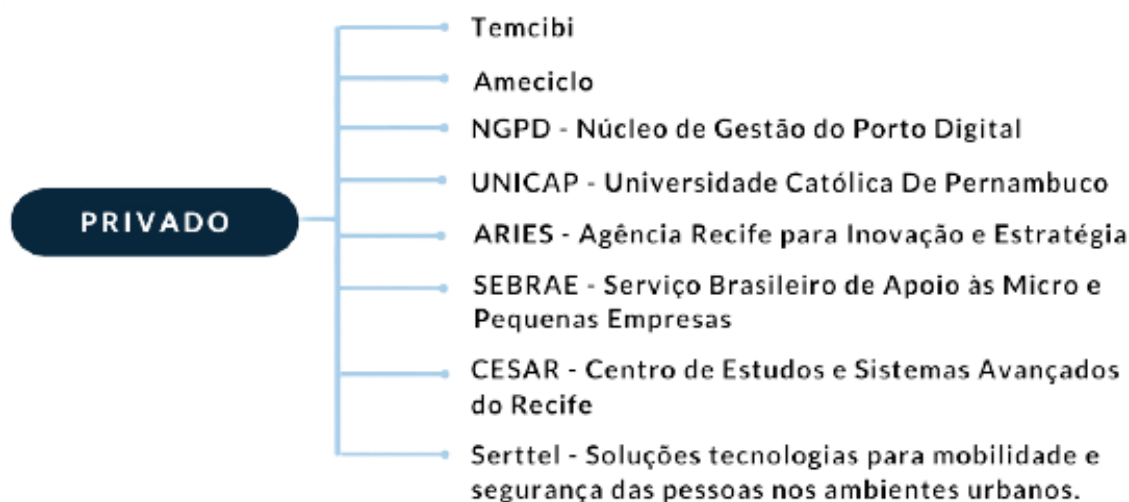 PRIVADO
Temcibi
Ameciclo
NGPD - Núcleo de Gestão do Porto Digital
UNICAP - Universidade Católica De Pernambuco
ARIES - Agência Recife para Inovação e Estratégia
SEBRAE - Serviço Brasileiro de Apoio às Micro e
Pequenas Empresas
CESAR - Centro de Estudos e Sistemas Avançados
do Recife
Serttel - Soluções tecnologias para mobilidade e
segurança das pessoas nos ambientes urbanos.